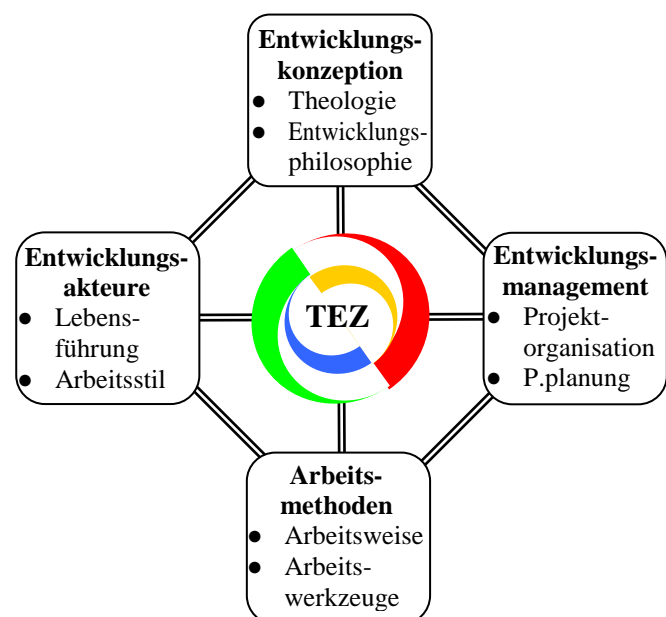 Entwicklungs-
konzeption
● Theologie
● Entwicklungs-
philosophie
Entwicklungs-
akteure
● Lebens-
führung
● Arbeitsstil
TEZ
Entwicklungs-
management
● Projekt-
organisation
● P.planung
Arbeits-
methoden
● Arbeitsweise
● Arbeits-
werkzeuge